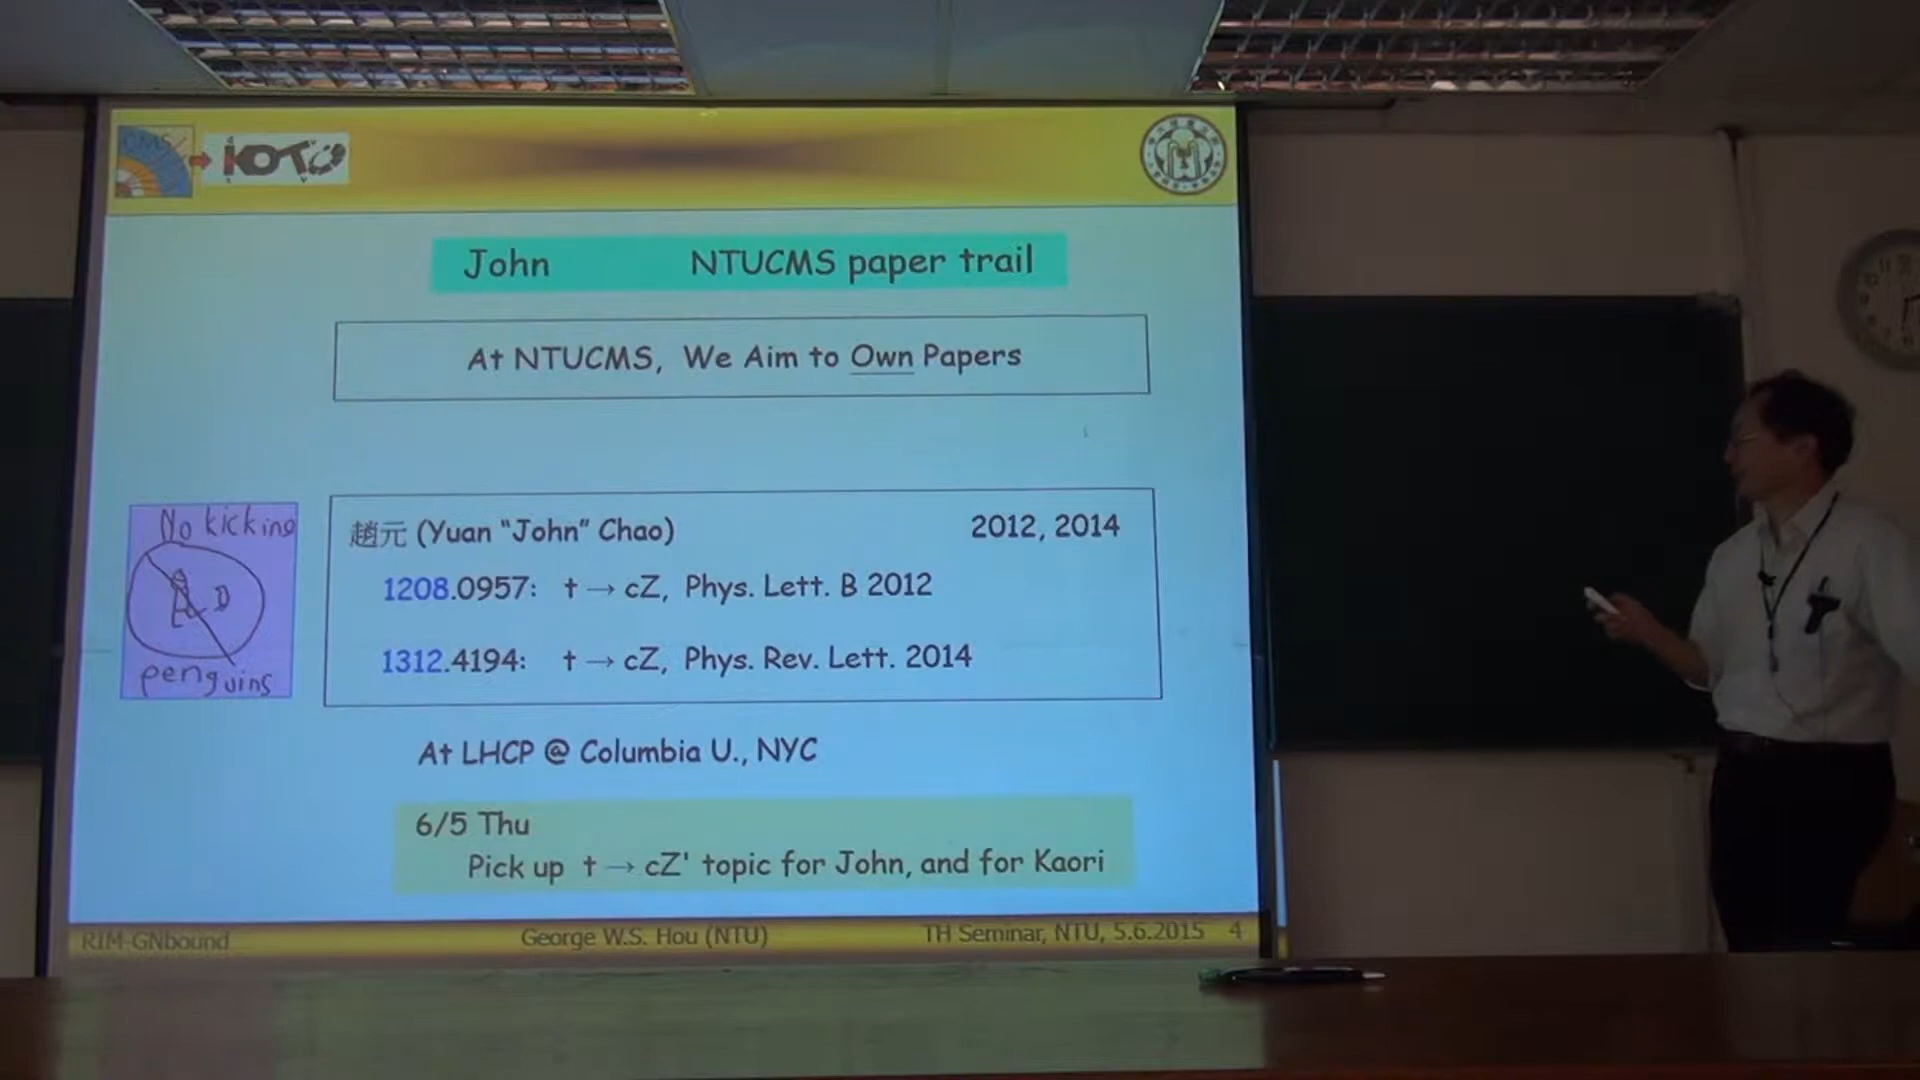 CMS
KOTO
John NTUCMS paper trail
At NTUCMS, We Aim to Own Papers
No kicking
penguins
趙元 (Yuan "John" Chao) 2012, 2014
1208.0957: t → cZ, Phys. Lett. B 2012
1312.4194: t → cZ, Phys. Rev. Lett. 2014
At LHCP @ Columbia U., NYC
6/5 Thu
Pick up t → cZ' topic for John, and for Kaori
RIM-GNbound George W.S. Hou (NTU) TH Seminar, NTU, 5.6.2015 4